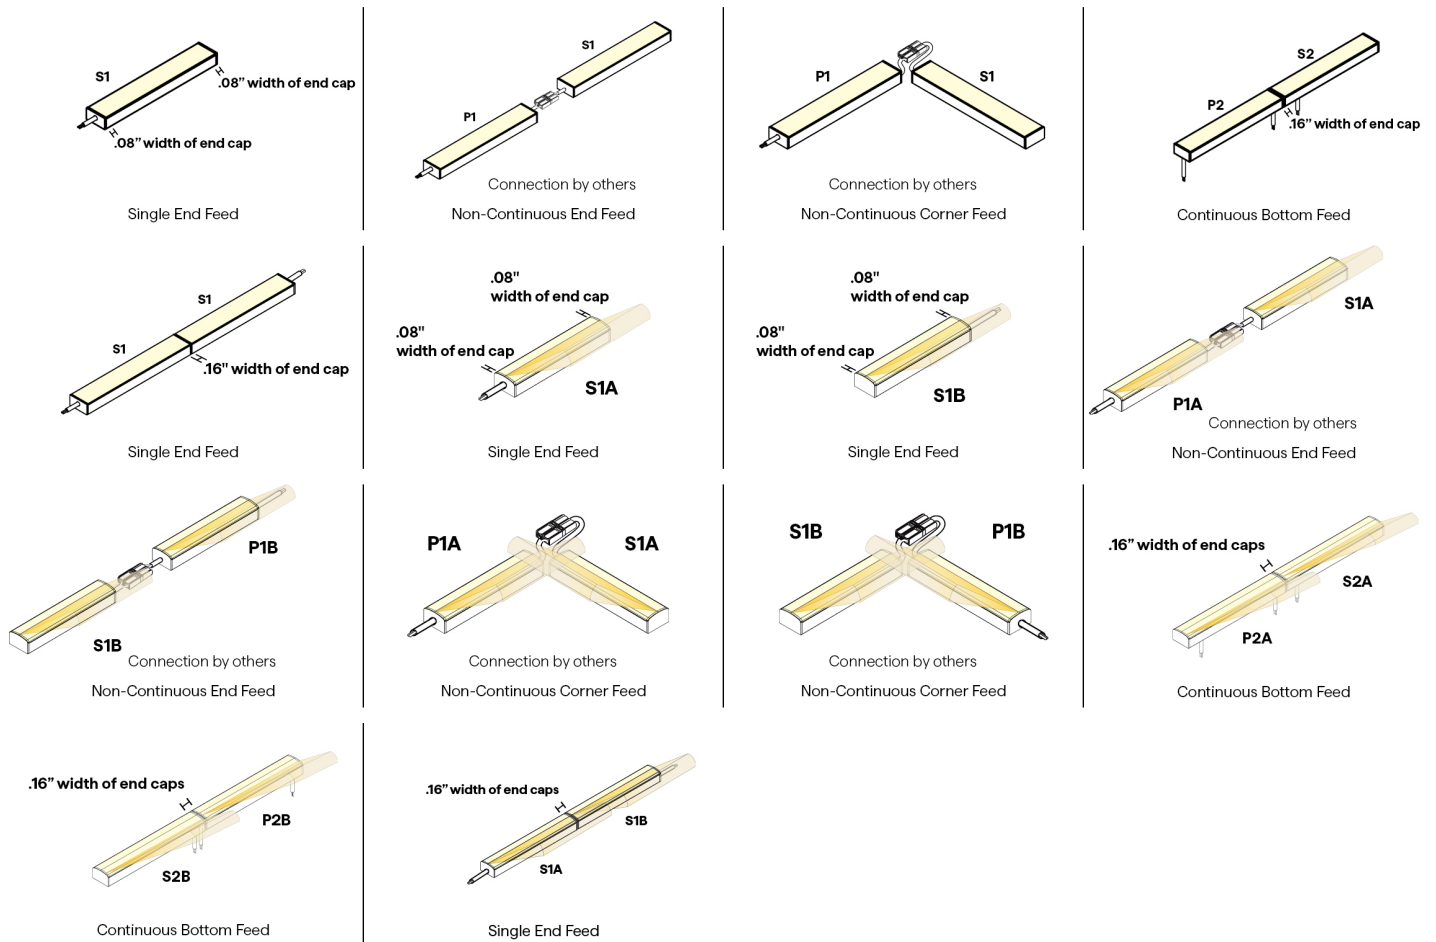 S1
.08” width of end cap
.08” width of end cap
Single End Feed
S1
P1
Connection by others
Non-Continuous End Feed
P1
S1
Connection by others
Non-Continuous Corner Feed
S2
P2
.16” width of end cap
Continuous Bottom Feed
S1
S1
.16" width of end cap
Single End Feed
.08"
width of end cap
.08"
width of end cap
S1A
Single End Feed
.08"
width of end cap
.08"
width of end cap
S1B
Single End Feed
S1A
P1A
Connection by others
Non-Continuous End Feed
P1B
S1B
Connection by others
Non-Continuous End Feed
P1A
S1A
Connection by others
Non-Continuous Corner Feed
S1B
P1B
Connection by others
Non-Continuous Corner Feed
.16” width of end caps
S2A
P2A
Continuous Bottom Feed
.16” width of end caps
P2B
S2B
Continuous Bottom Feed
.16” width of end caps
S1B
S1A
Single End Feed